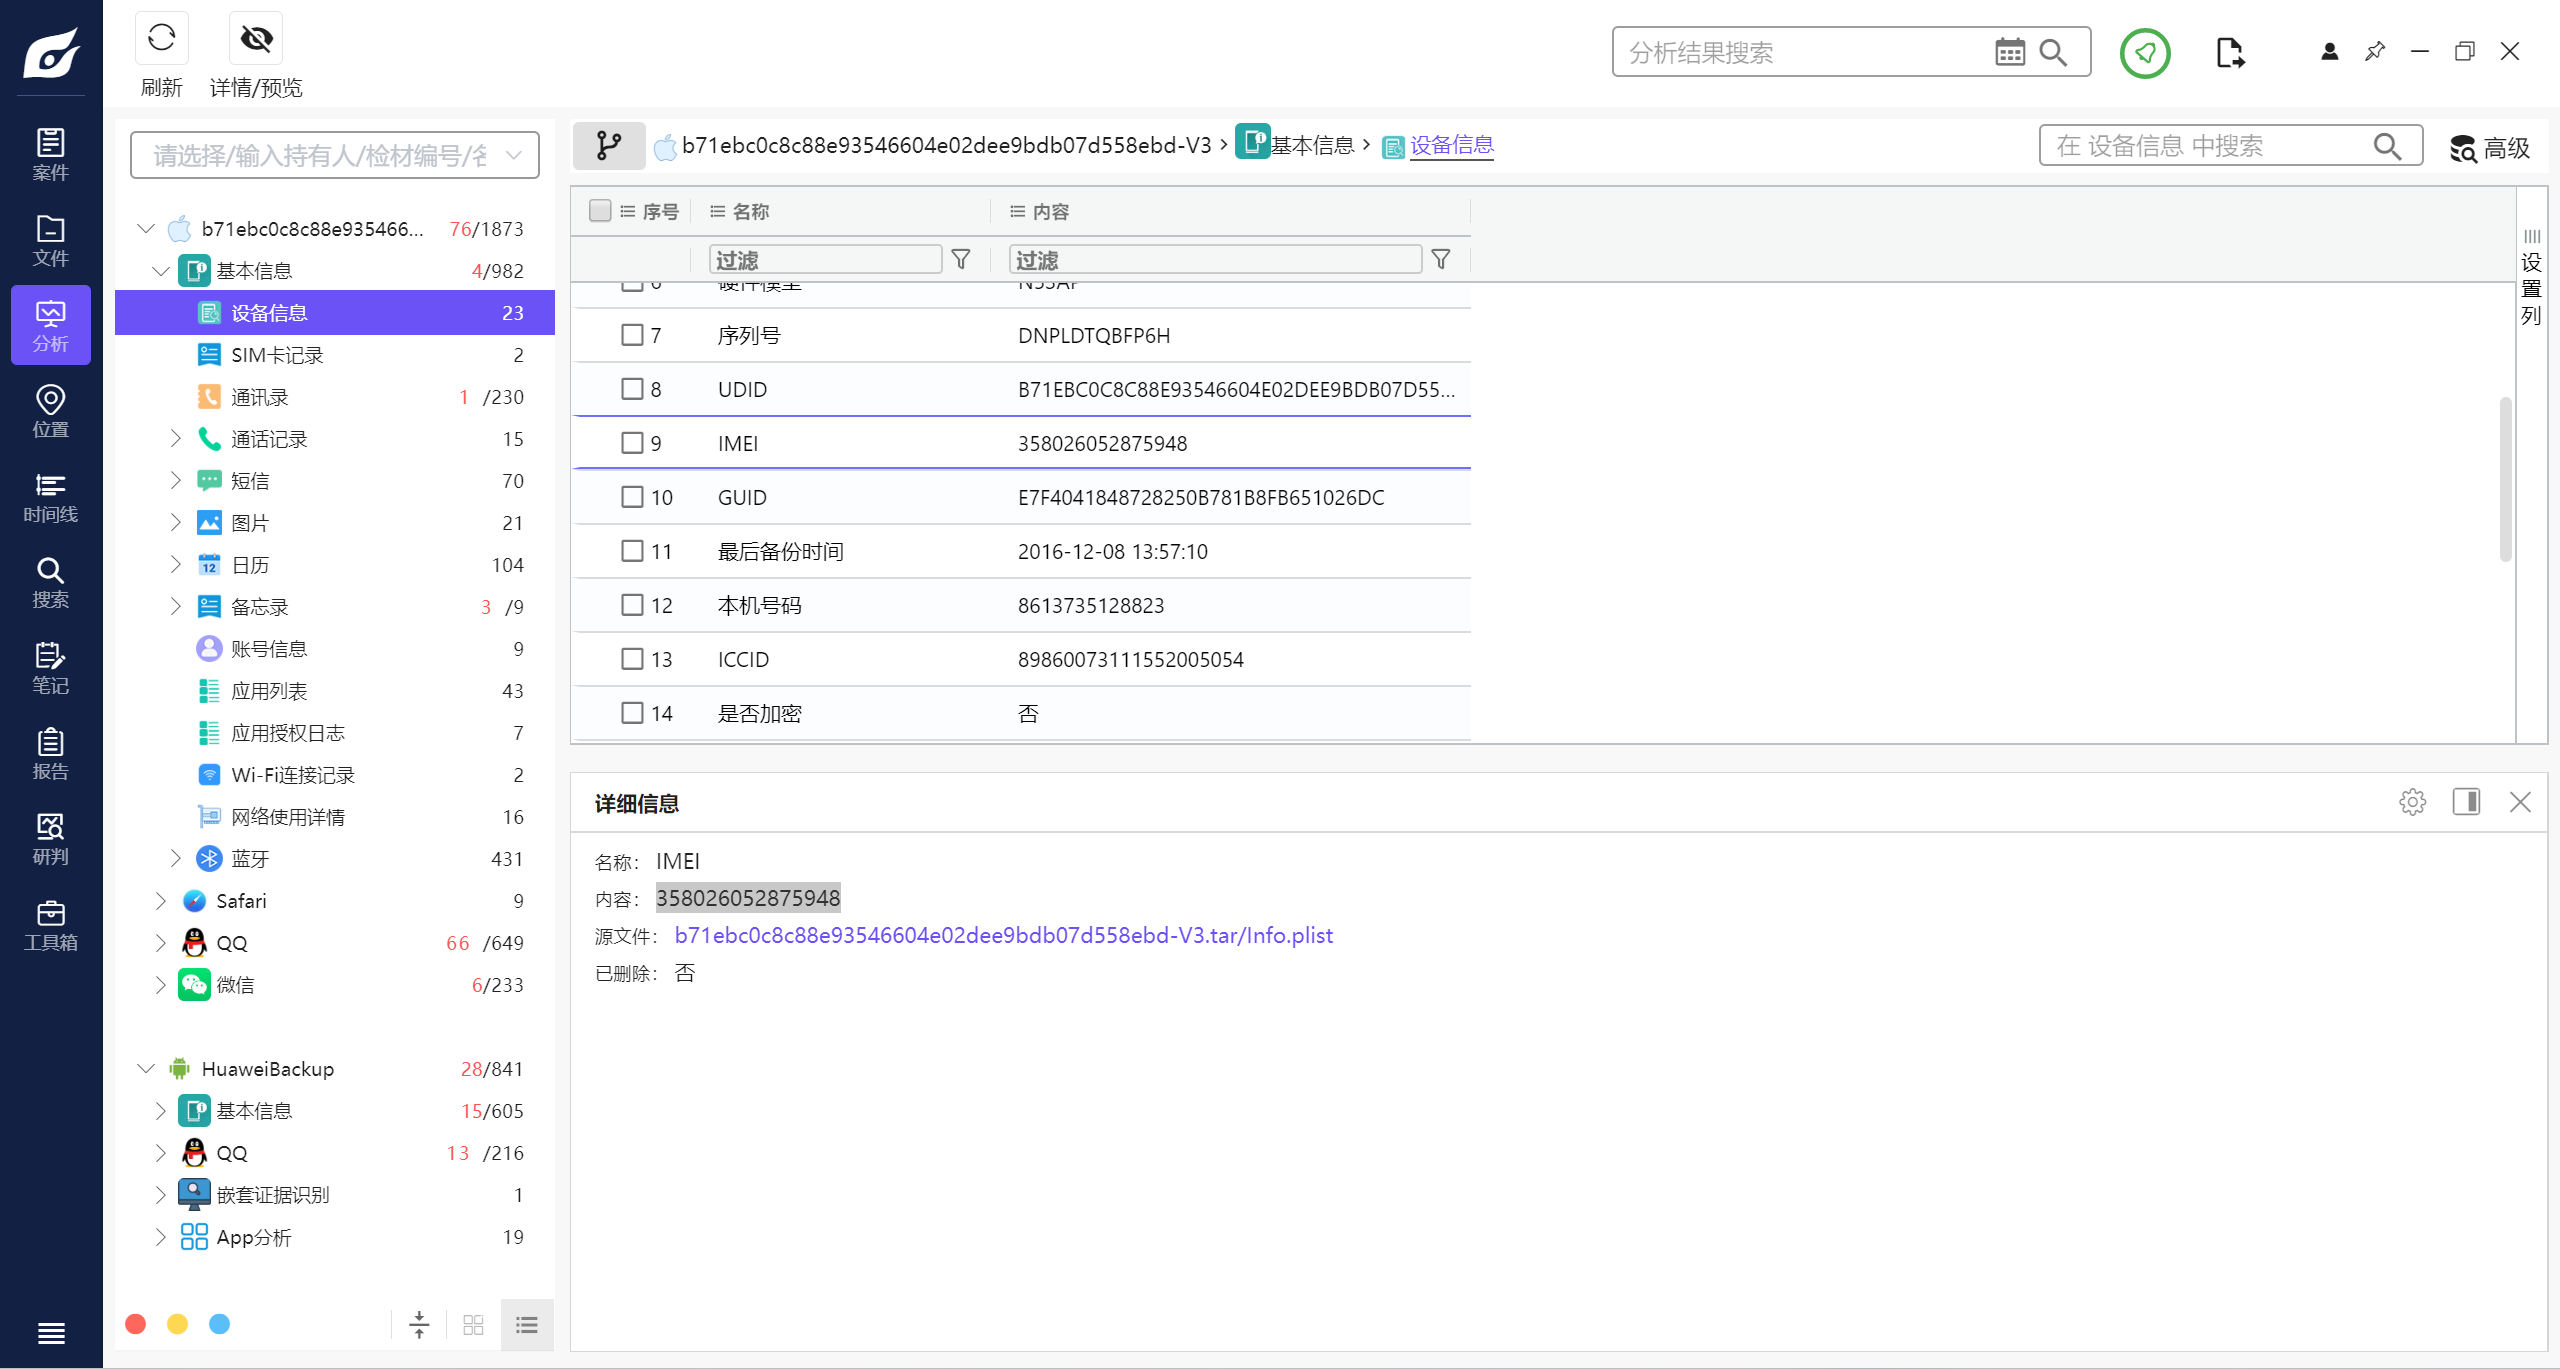 刷新
详情/预览
分析结果搜索
案件
文件
分析
位置
时间线
搜索
笔记
报告
研判
工具箱
请选择/输入持有人/检材编号/名
b71ebc0c8c88e935466... 76/1873
基本信息 4/982
设备信息 23
SIM卡记录 2
通讯录 1 /230
通话记录 15
短信 70
图片 21
日历 104
备忘录 3 /9
账号信息 9
应用列表 43
应用授权日志 7
Wi-Fi连接记录 2
网络使用详情 16
蓝牙 431
Safari 9
QQ 66 /649
微信 6/233
HuaweiBackup 28/841
基本信息 15/605
QQ 13 /216
嵌套证据识别 1
App分析 19
b71ebc0c8c88e93546604e02dee9bdb07d558ebd-V3 › 基本信息 › 设备信息
在 设备信息 中搜索
高级
序号 名称 内容
过滤 过滤
6 硬件模型 N53AP
7 序列号 DNPLDTQBFP6H
8 UDID B71EBC0C8C88E93546604E02DEE9BDB07D55...
9 IMEI 358026052875948
10 GUID E7F4041848728250B781B8FB651026DC
11 最后备份时间 2016-12-08 13:57:10
12 本机号码 8613735128823
13 ICCID 89860073111552005054
14 是否加密 否
设置列
详细信息
名称： IMEI
内容： 358026052875948
源文件： b71ebc0c8c88e93546604e02dee9bdb07d558ebd-V3.tar/Info.plist
已删除： 否